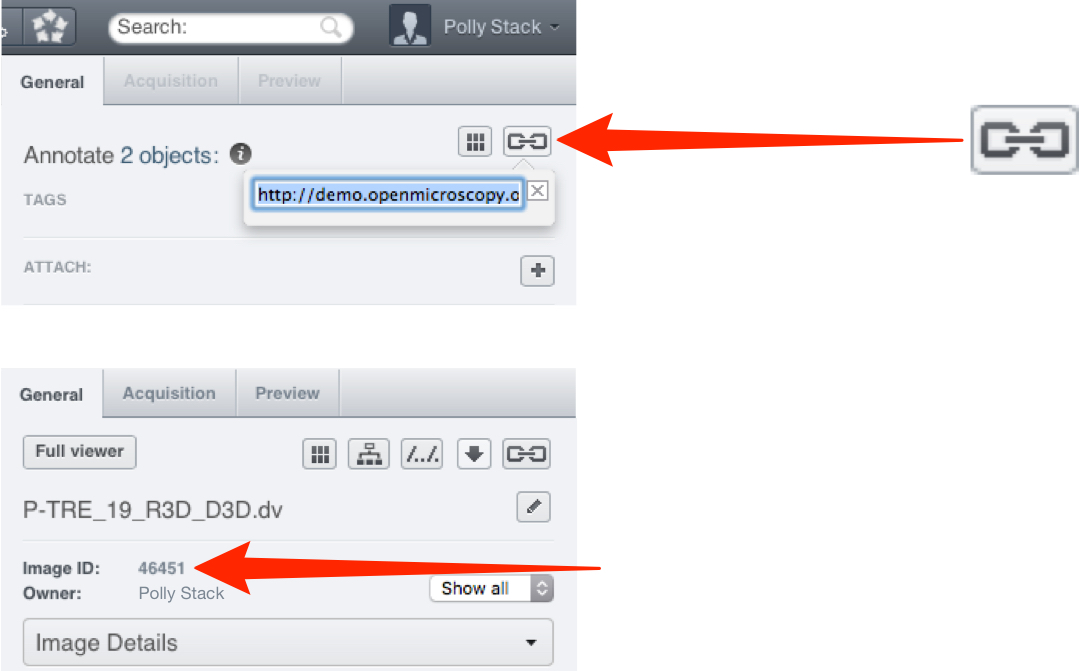 Search:
Polly Stack
General
Acquisition
Preview
Annotate 2 objects:
TAGS
http://demo.openmicroscopy.o
ATTACH:
General
Acquisition
Preview
Full viewer
/../.
P-TRE_19_R3D_D3D.dv
Image ID: 46451
Owner: Polly Stack
Show all
Image Details